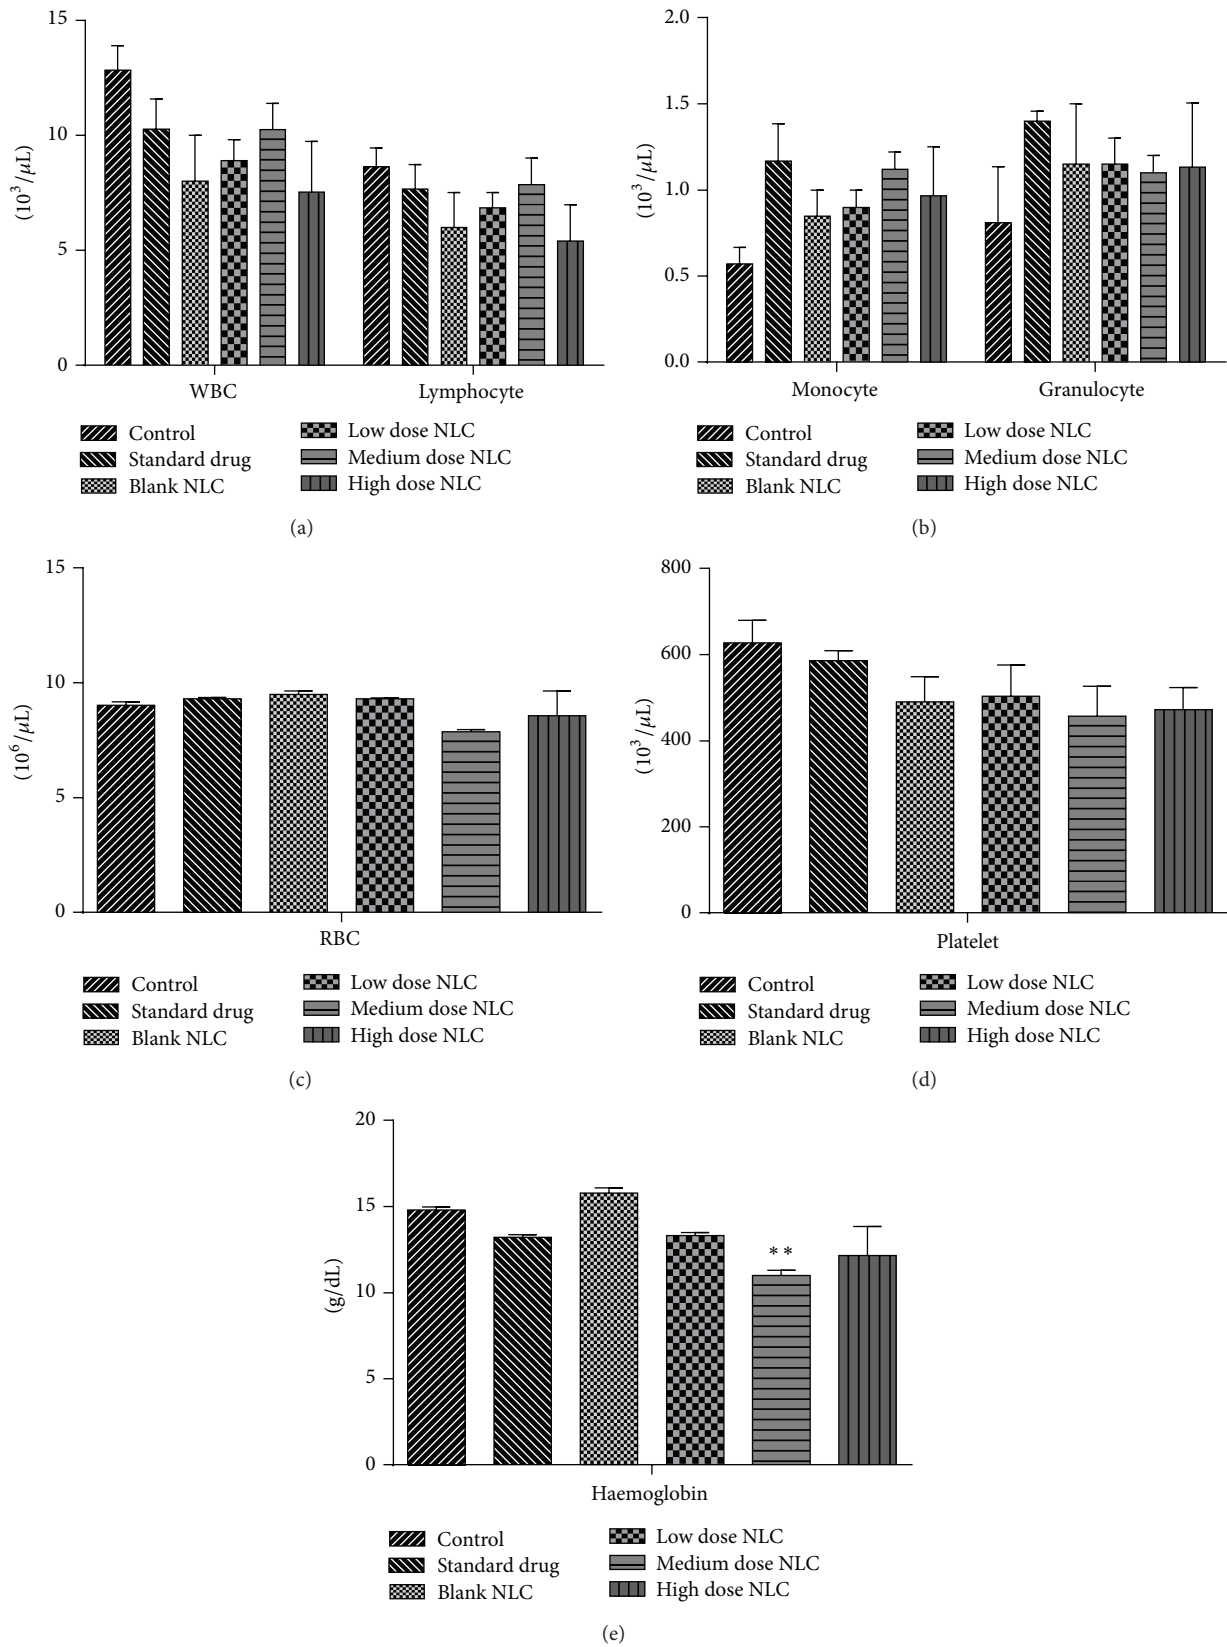 15
10
5
0
(10³/μL)
WBC
Lymphocyte
Control
Standard drug
Blank NLC
Low dose NLC
Medium dose NLC
High dose NLC
(a)
2.0
1.5
1.0
0.5
0.0
(10³/μL)
Monocyte
Granulocyte
Control
Standard drug
Blank NLC
Low dose NLC
Medium dose NLC
High dose NLC
(b)
15
10
5
0
(10⁶/μL)
RBC
Control
Standard drug
Blank NLC
Low dose NLC
Medium dose NLC
High dose NLC
(c)
800
600
400
200
0
(10³/μL)
Platelet
Control
Standard drug
Blank NLC
Low dose NLC
Medium dose NLC
High dose NLC
(d)
20
15
10
5
0
(g/dL)
**
Haemoglobin
Control
Standard drug
Blank NLC
Low dose NLC
Medium dose NLC
High dose NLC
(e)